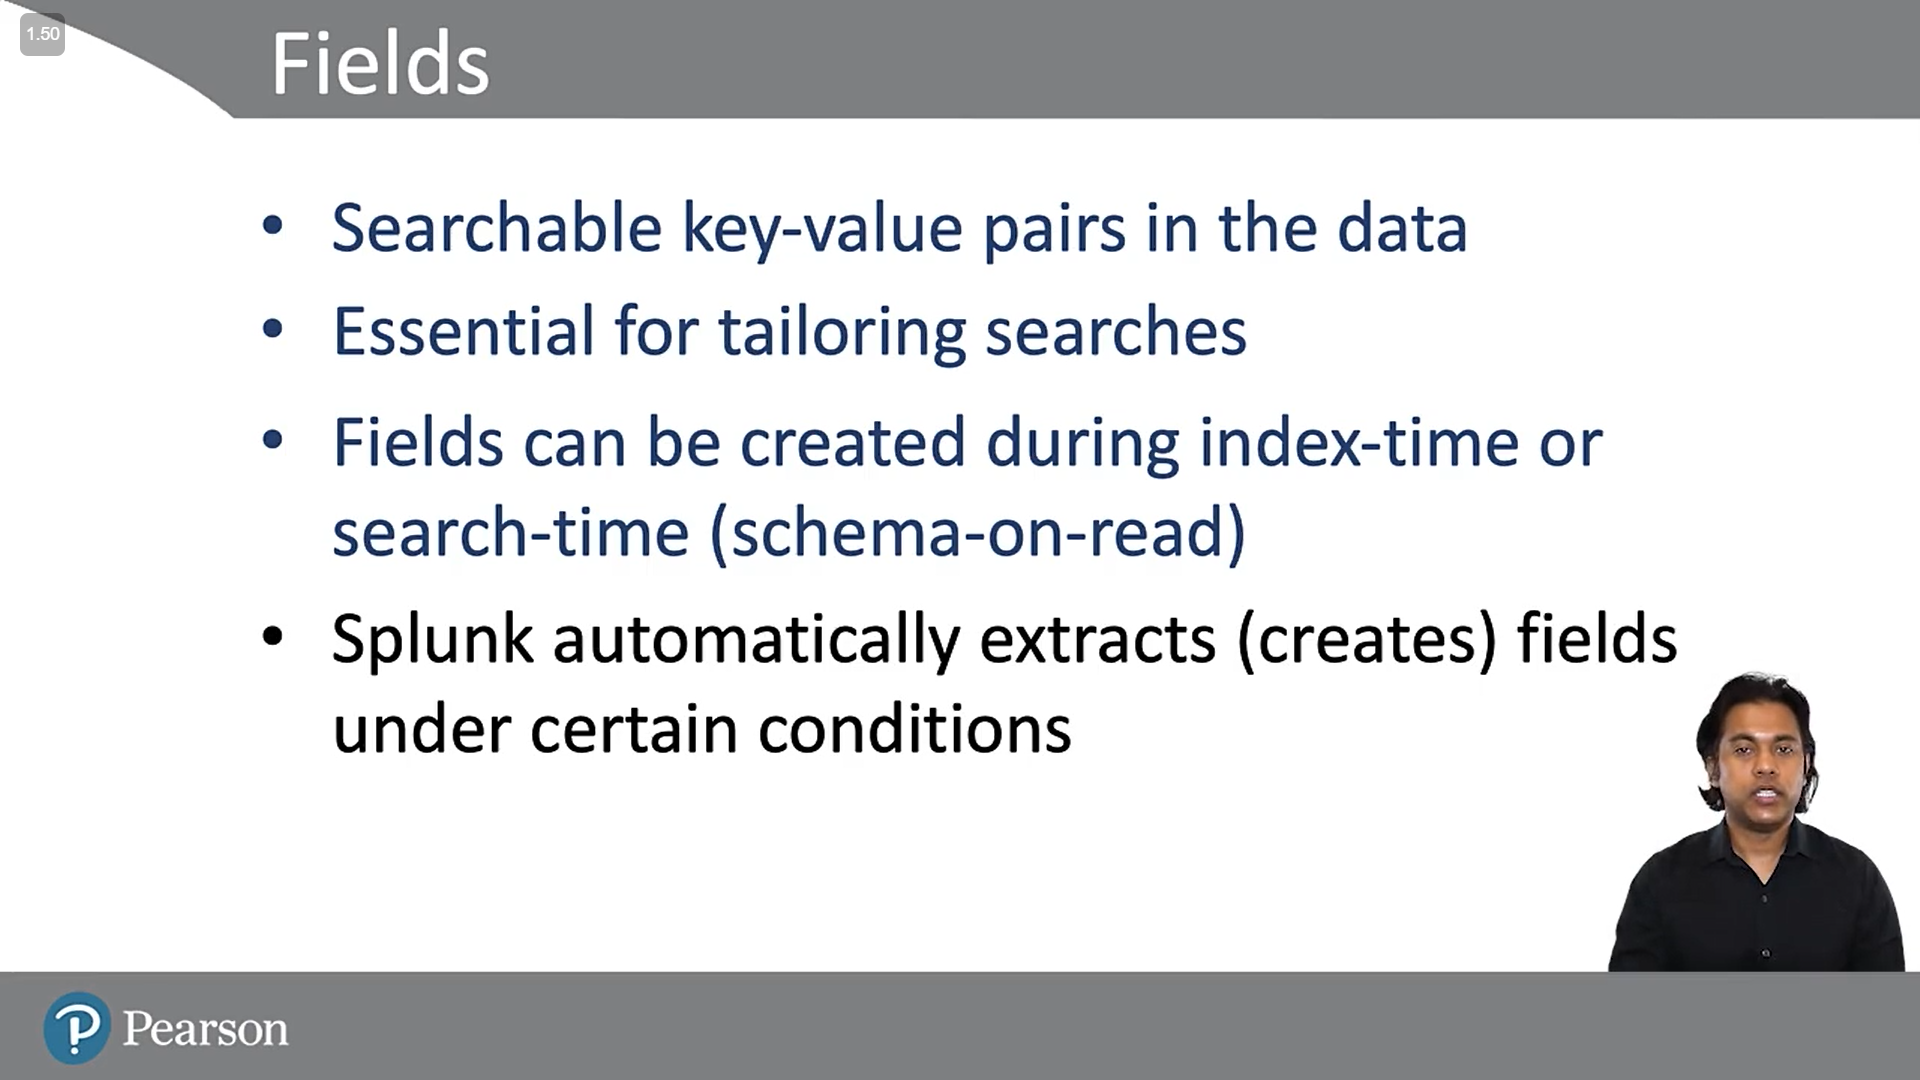 1.50
Fields
• Searchable key-value pairs in the data
• Essential for tailoring searches
• Fields can be created during index-time or
search-time (schema-on-read)
• Splunk automatically extracts (creates) fields
under certain conditions
Pearson